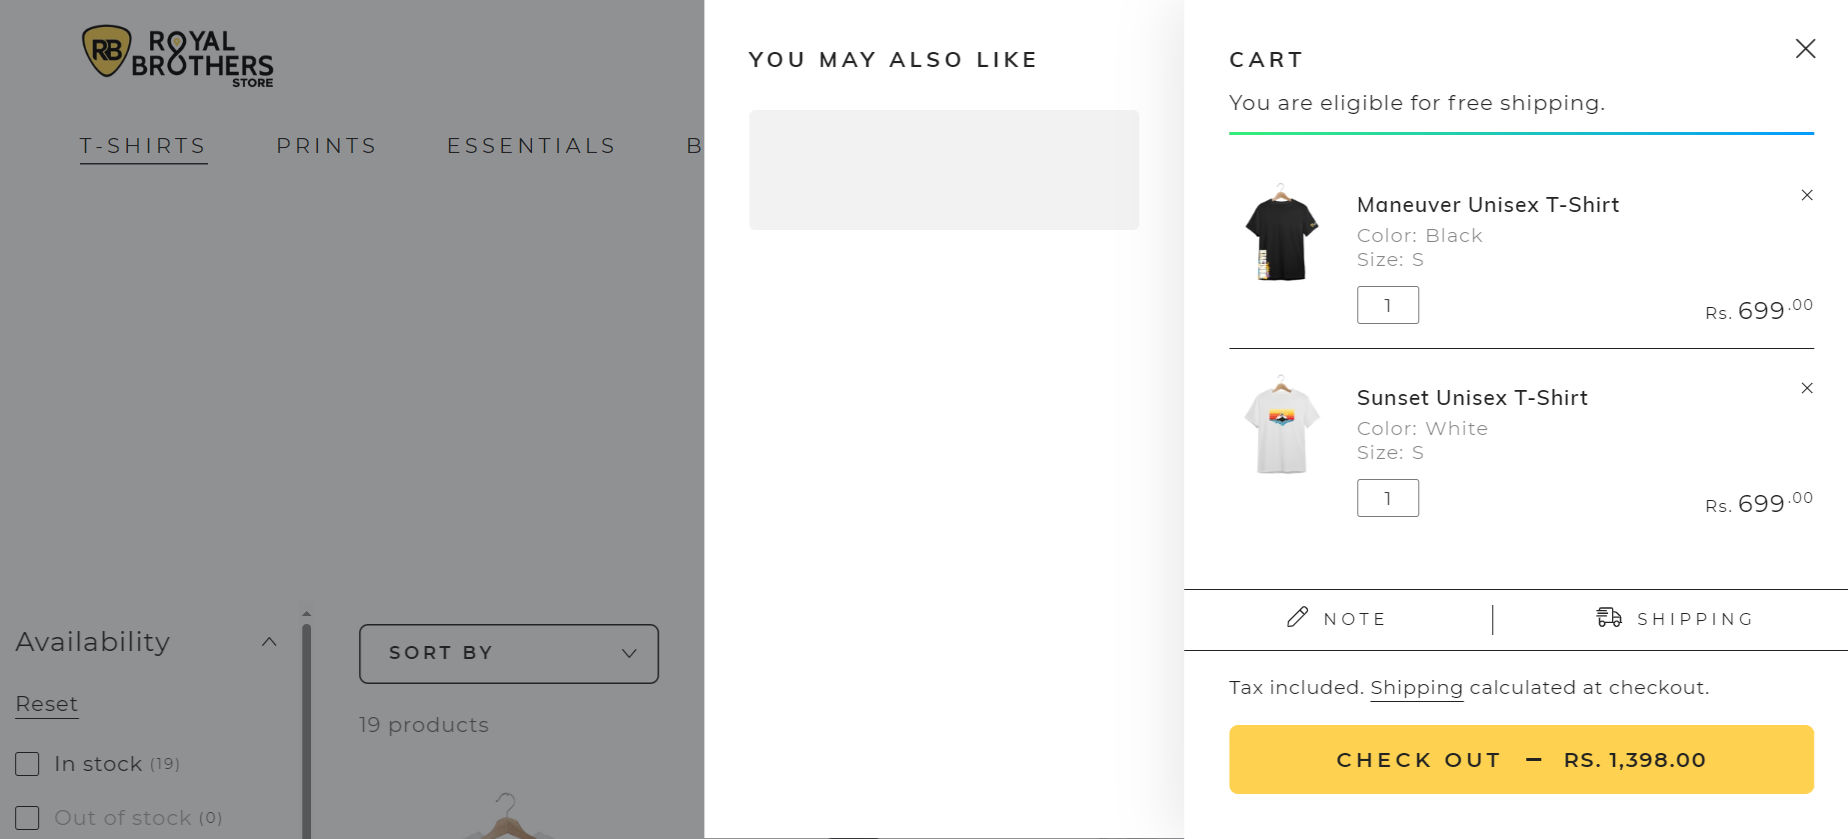 RB ROYAL
BROTHERS
STORE
T-SHIRTS PRINTS ESSENTIALS B
Availability
Reset
In stock (19)
Out of stock (0)
SORT BY
19 products
YOU MAY ALSO LIKE
CART
You are eligible for free shipping.
Maneuver Unisex T-Shirt
Color: Black
Size: S
1
Rs. 699.00
Sunset Unisex T-Shirt
Color: White
Size: S
1
Rs. 699.00
NOTE
SHIPPING
Tax included. Shipping calculated at checkout.
CHECK OUT – RS. 1,398.00